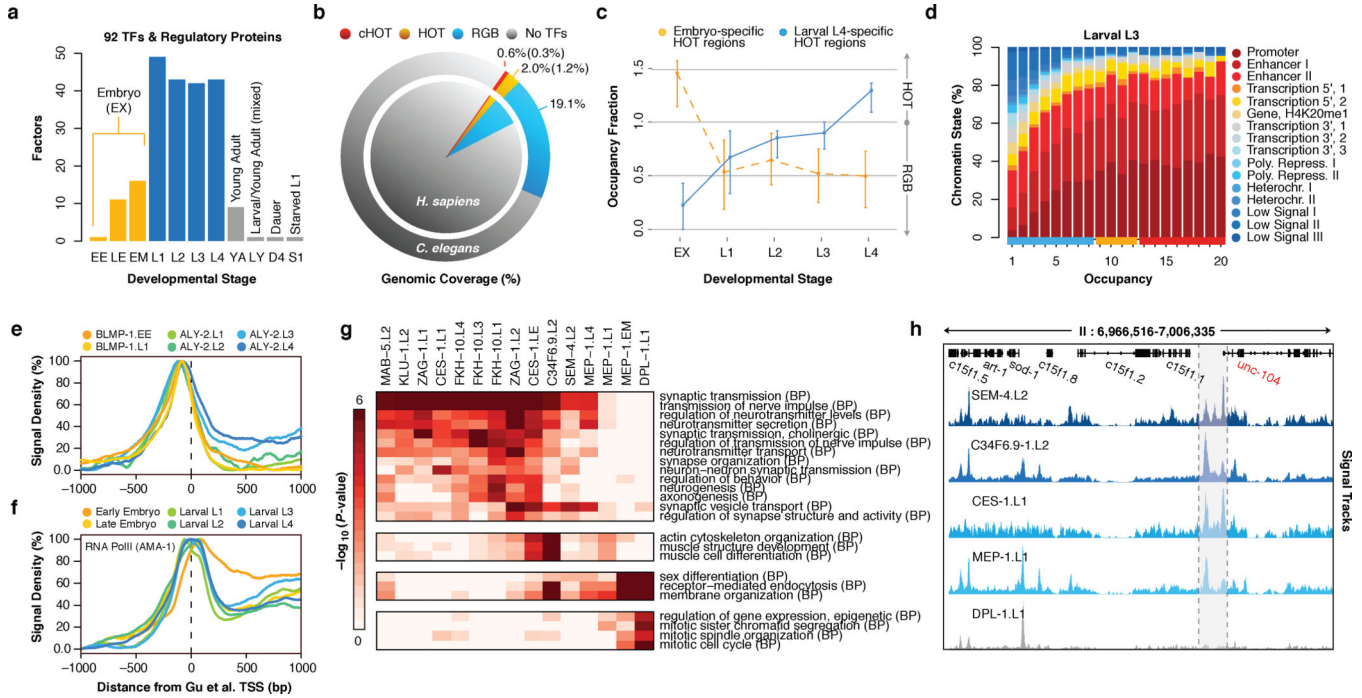 a
92 TFs & Regulatory Proteins
Factors
50
40
30
20
10
0
Embryo
(EX)
Young Adult
Larval/Young Adult (mixed)
Dauer
Starved L1
EE LE EM L1 L2 L3 L4 YA LY D4 S1
Developmental Stage
b
cHOT HOT RGB No TFs
0.6%(0.3%)
2.0%(1.2%)
19.1%
H. sapiens
C. elegans
Genomic Coverage (%)
c
Embryo-specific HOT regions
Larval L4-specific HOT regions
Occupancy Fraction
1.5
1.0
0.5
0.0
HOT
RGB
EX L1 L2 L3 L4
Developmental Stage
d
Larval L3
Chromatin State (%)
100
80
60
40
20
0
1 5 10 15 20
Occupancy
Promoter
Enhancer I
Enhancer II
Transcription 5', 1
Transcription 5', 2
Gene, H4K20me1
Transcription 3', 1
Transcription 3', 2
Transcription 3', 3
Poly. Repress. I
Poly. Repress. II
Heterochr. I
Heterochr. II
Low Signal I
Low Signal II
Low Signal III
e
BLMP-1.EE ALY-2.L1 ALY-2.L3
BLMP-1.L1 ALY-2.L2 ALY-2.L4
Signal Density (%)
100
80
60
40
20
0.0
−1000 −500 0 500 1000
f
Early Embryo Larval L1 Larval L3
Late Embryo Larval L2 Larval L4
RNA PolII (AMA-1)
Signal Density (%)
100
80
60
40
20
0.0
−1000 −500 0 500 1000
Distance from Gu et al. TSS (bp)
g
MAB-5.L2
KLU-1.L2
ZAG-1.L1
CES-1.L1
FKH-10.L4
FKH-10.L3
FKH-10.L1
ZAG-1.L2
CES-1.LE
C34F6.9.L2
SEM-4.L2
MEP-1.L4
MEP-1.L1
MEP-1.EM
DPL-1.L1
6
−log10 (P-value)
0
synaptic transmission (BP)
transmission of nerve impulse (BP)
regulation of neurotransmitter levels (BP)
neurotransmitter secretion (BP)
synaptic transmission, cholinergic (BP)
regulation of transmission of nerve impulse (BP)
neurotransmitter transport (BP)
synapse organization (BP)
neuron−neuron synaptic transmission (BP)
regulation of behavior (BP)
neurogenesis (BP)
axonogenesis (BP)
synaptic vesicle transport (BP)
regulation of synapse structure and activity (BP)
actin cytoskeleton organization (BP)
muscle structure development (BP)
muscle cell differentiation (BP)
sex differentiation (BP)
receptor−mediated endocytosis (BP)
membrane organization (BP)
regulation of gene expression, epigenetic (BP)
mitotic sister chromatid segregation (BP)
mitotic spindle organization (BP)
mitotic cell cycle (BP)
h
II : 6,966,516-7,006,335
c15f1.5 art-1 sod-1 c15f1.8 c15f1.2 c15f1.1 unc-104
SEM-4.L2
C34F6.9-1.L2
CES-1.L1
MEP-1.L1
DPL-1.L1
Signal Tracks